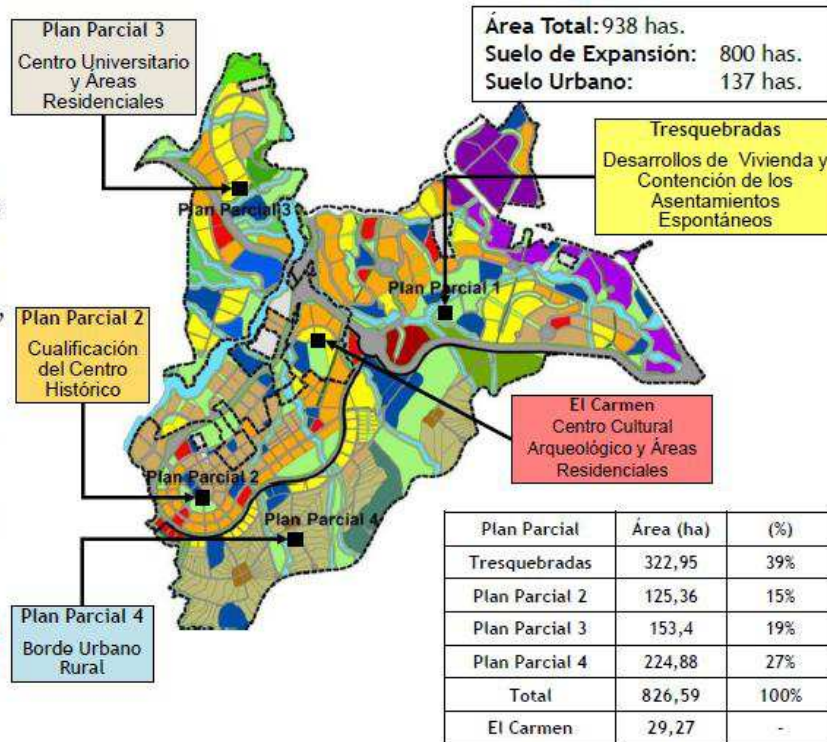 Plan Parcial 3
Centro Universitario
y Áreas
Residenciales
Área Total: 938 has.
Suelo de Expansión: 800 has.
Suelo Urbano: 137 has.
Tresquebradas
Desarrollos de Vivienda y
Contención de los
Asentamientos
Espontáneos
Plan Parcial 3
Plan Parcial 1
Plan Parcial 2
Cualificación
del Centro
Histórico
El Carmen
Centro Cultural
Arqueológico y Áreas
Residenciales
Plan Parcial 2
Plan Parcial 4
Plan Parcial 4
Borde Urbano
Rural
Plan Parcial Área (ha) (%)
Tresquebradas 322,95 39%
Plan Parcial 2 125,36 15%
Plan Parcial 3 153,4 19%
Plan Parcial 4 224,88 27%
Total 826,59 100%
El Carmen 29,27 -